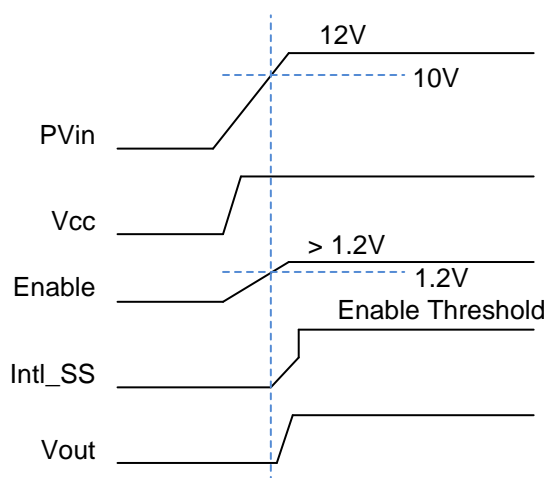 12V
10V
PVin
Vcc
> 1.2V
1.2V
Enable
Enable Threshold
Intl_SS
Vout